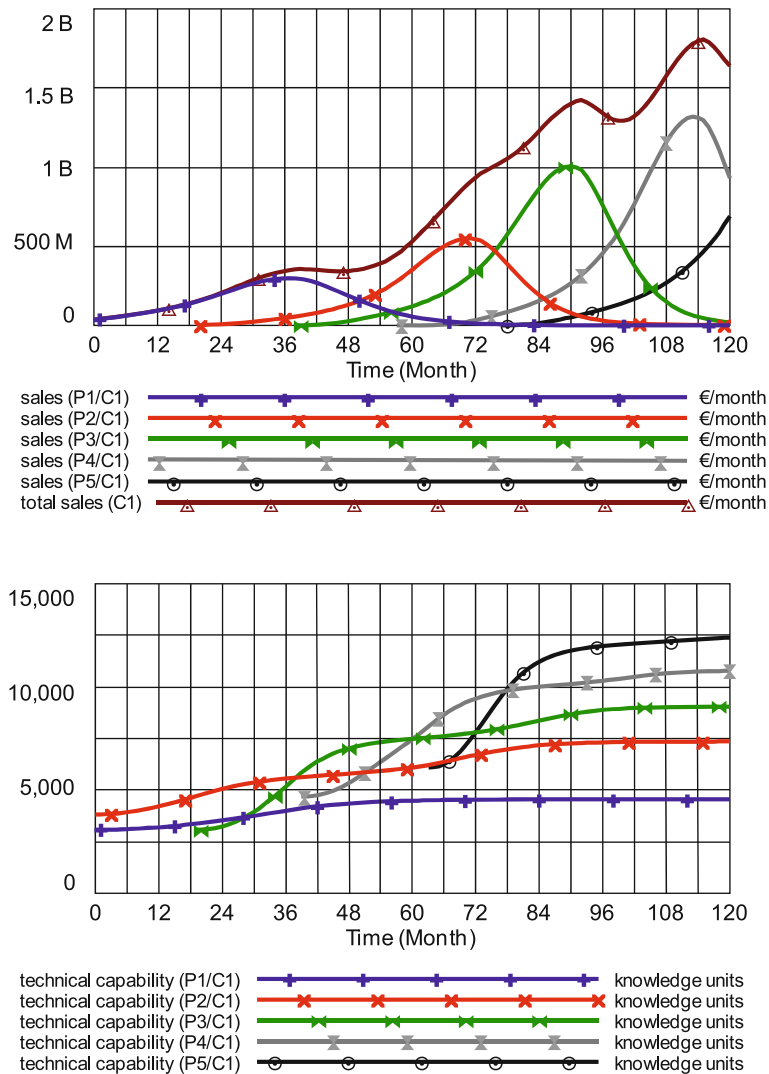 2 B
1.5 B
1 B
500 M
0
0 12 24 36 48 60 72 84 96 108 120
Time (Month)
sales (P1/C1) €/month
sales (P2/C1) €/month
sales (P3/C1) €/month
sales (P4/C1) €/month
sales (P5/C1) €/month
total sales (C1) €/month
15,000
10,000
5,000
0
0 12 24 36 48 60 72 84 96 108 120
Time (Month)
technical capability (P1/C1) knowledge units
technical capability (P2/C1) knowledge units
technical capability (P3/C1) knowledge units
technical capability (P4/C1) knowledge units
technical capability (P5/C1) knowledge units